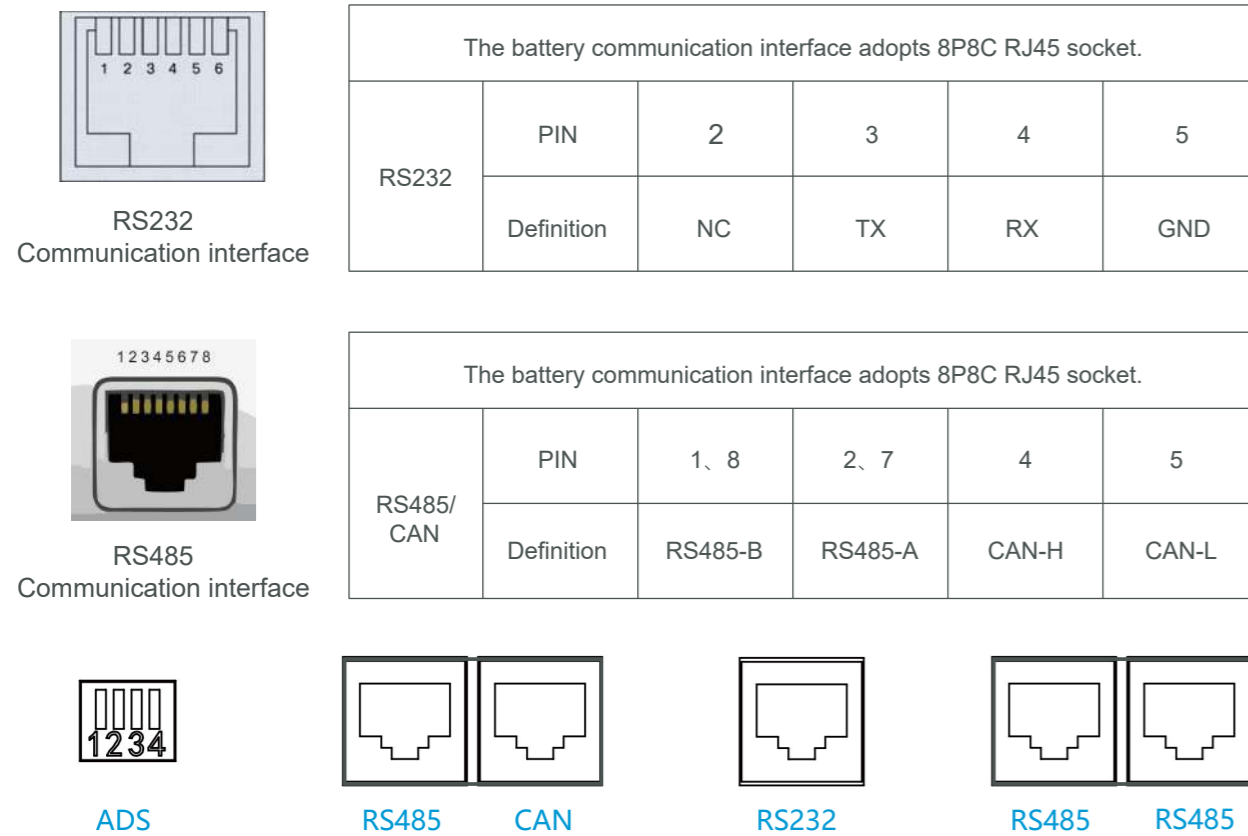 1 2 3 4 5 6
RS232
Communication interface
The battery communication interface adopts 8P8C RJ45 socket.
RS232
PIN 2 3 4 5
Definition NC TX RX GND
12345678
RS485
Communication interface
The battery communication interface adopts 8P8C RJ45 socket.
RS485/
CAN
PIN 1、8 2、7 4 5
Definition RS485-B RS485-A CAN-H CAN-L
1234
ADS RS485 CAN RS232 RS485 RS485